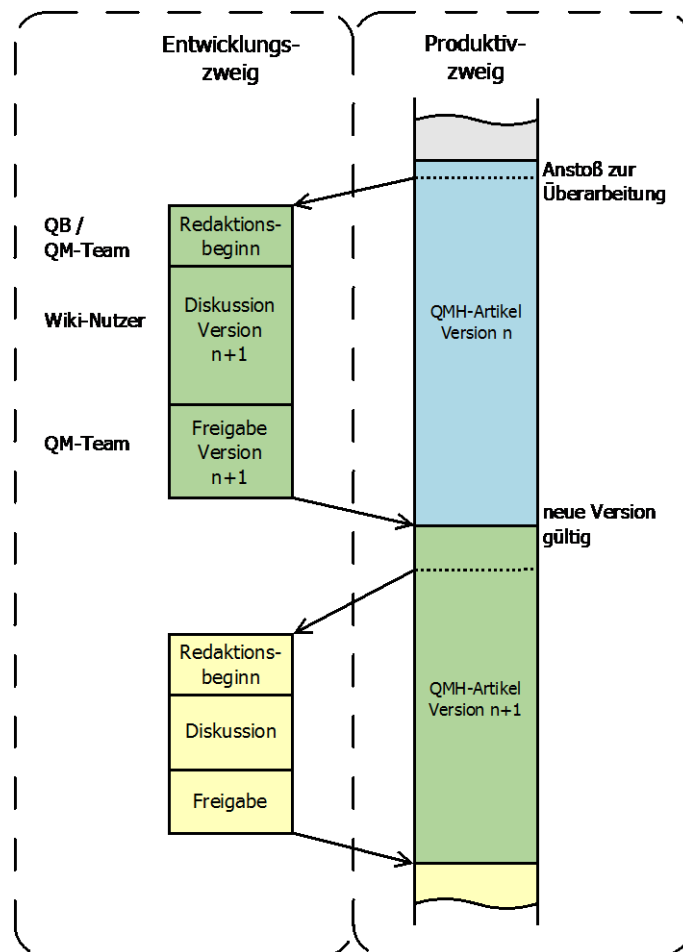 Entwicklungs-
zweig
Produktiv-
zweig
Anstoß zur
Überarbeitung
QB /
QM-Team
Redaktions-
beginn
Wiki-Nutzer
Diskussion
Version
n+1
QMH-Artikel
Version n
QM-Team
Freigabe
Version
n+1
neue Version
gültig
Redaktions-
beginn
Diskussion
Freigabe
QMH-Artikel
Version n+1